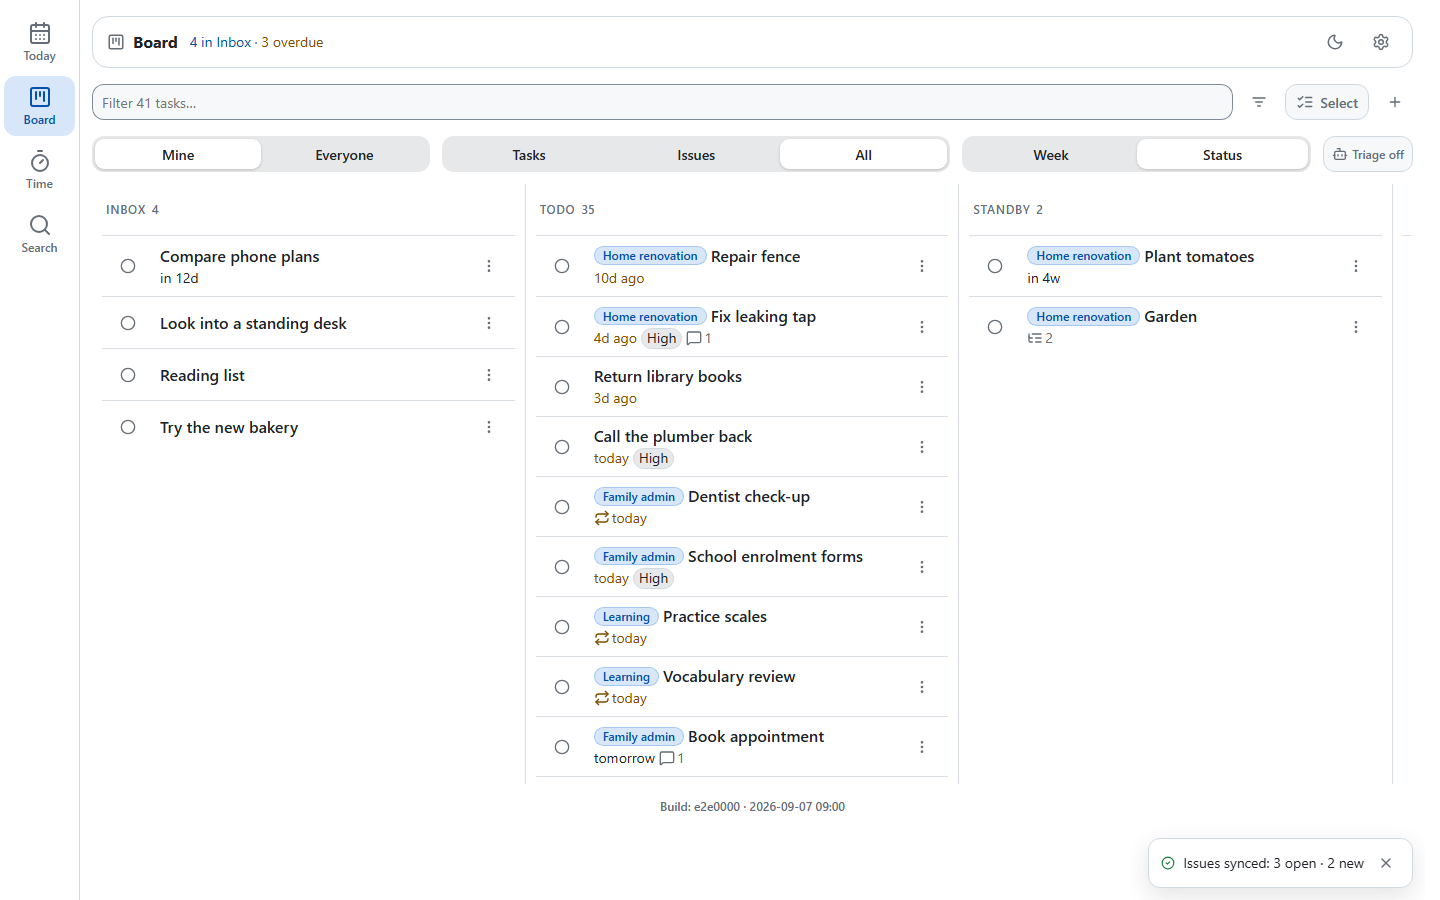 Today
Board
Time
Search
Board 4 in Inbox · 3 overdue
Filter 41 tasks...
Select
Mine
Everyone
Tasks
Issues
All
Week
Status
Triage off
INBOX 4
Compare phone plans
in 12d
Look into a standing desk
Reading list
Try the new bakery
TODO 35
Home renovation Repair fence
10d ago
Home renovation Fix leaking tap
4d ago High 1
Return library books
3d ago
Call the plumber back
today High
Family admin Dentist check-up
today
Family admin School enrolment forms
today High
Learning Practice scales
today
Learning Vocabulary review
today
Family admin Book appointment
tomorrow 1
STANDBY 2
Home renovation Plant tomatoes
in 4w
Home renovation Garden
2
Build: e2e0000 · 2026-09-07 09:00
Issues synced: 3 open · 2 new